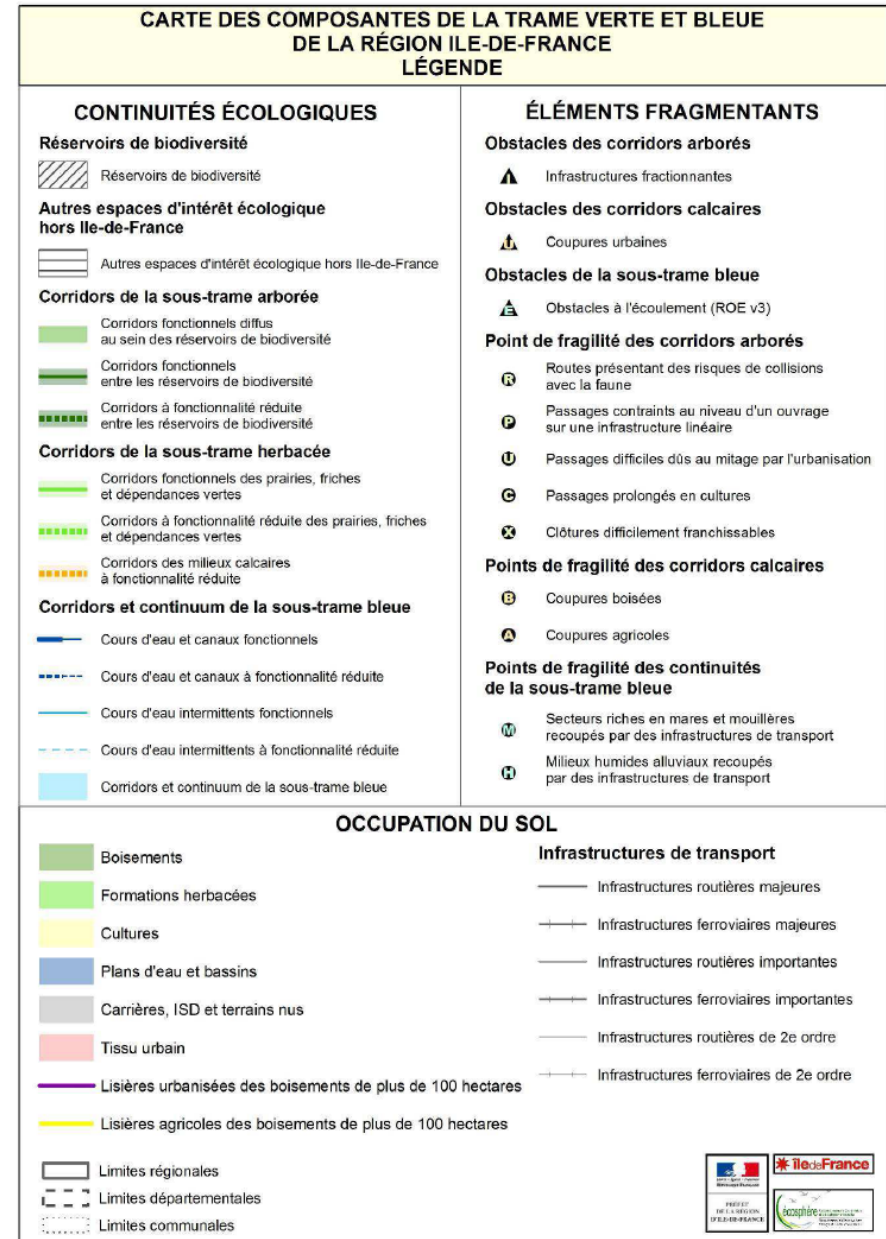 CARTE DES COMPOSANTES DE LA TRAME VERTE ET BLEUE
DE LA RÉGION ILE-DE-FRANCE
LÉGENDE
CONTINUITÉS ÉCOLOGIQUES
Réservoirs de biodiversité
Réservoirs de biodiversité
Autres espaces d'intérêt écologique
hors Ile-de-France
Autres espaces d'intérêt écologique hors Ile-de-France
Corridors de la sous-trame arborée
Corridors fonctionnels diffus
au sein des réservoirs de biodiversité
Corridors fonctionnels
entre les réservoirs de biodiversité
Corridors à fonctionnalité réduite
entre les réservoirs de biodiversité
Corridors de la sous-trame herbacée
Corridors fonctionnels des prairies, friches
et dépendances vertes
Corridors à fonctionnalité réduite des prairies, friches
et dépendances vertes
Corridors des milieux calcaires
à fonctionnalité réduite
Corridors et continuum de la sous-trame bleue
Cours d'eau et canaux fonctionnels
Cours d'eau et canaux à fonctionnalité réduite
Cours d'eau intermittents fonctionnels
Cours d'eau intermittents à fonctionnalité réduite
Corridors et continuum de la sous-trame bleue
ÉLÉMENTS FRAGMENTANTS
Obstacles des corridors arborés
I Infrastructures fractionnantes
Obstacles des corridors calcaires
U Coupures urbaines
Obstacles de la sous-trame bleue
E Obstacles à l'écoulement (ROE v3)
Point de fragilité des corridors arborés
R Routes présentant des risques de collisions
avec la faune
P Passages contraints au niveau d'un ouvrage
sur une infrastructure linéaire
U Passages difficiles dûs au mitage par l'urbanisation
C Passages prolongés en cultures
X Clôtures difficilement franchissables
Points de fragilité des corridors calcaires
B Coupures boisées
A Coupures agricoles
Points de fragilité des continuités
de la sous-trame bleue
M Secteurs riches en mares et mouillères
recoupés par des infrastructures de transport
H Milieux humides alluviaux recoupés
par des infrastructures de transport
OCCUPATION DU SOL
Boisements
Formations herbacées
Cultures
Plans d'eau et bassins
Carrières, ISD et terrains nus
Tissu urbain
Lisières urbanisées des boisements de plus de 100 hectares
Lisières agricoles des boisements de plus de 100 hectares
Limites régionales
Limites départementales
Limites communales
Infrastructures de transport
Infrastructures routières majeures
Infrastructures ferroviaires majeures
Infrastructures routières importantes
Infrastructures ferroviaires importantes
Infrastructures routières de 2e ordre
Infrastructures ferroviaires de 2e ordre
PRÉFET
DE LA RÉGION
D'ILE-DE-FRANCE
îledeFrance
écosphère